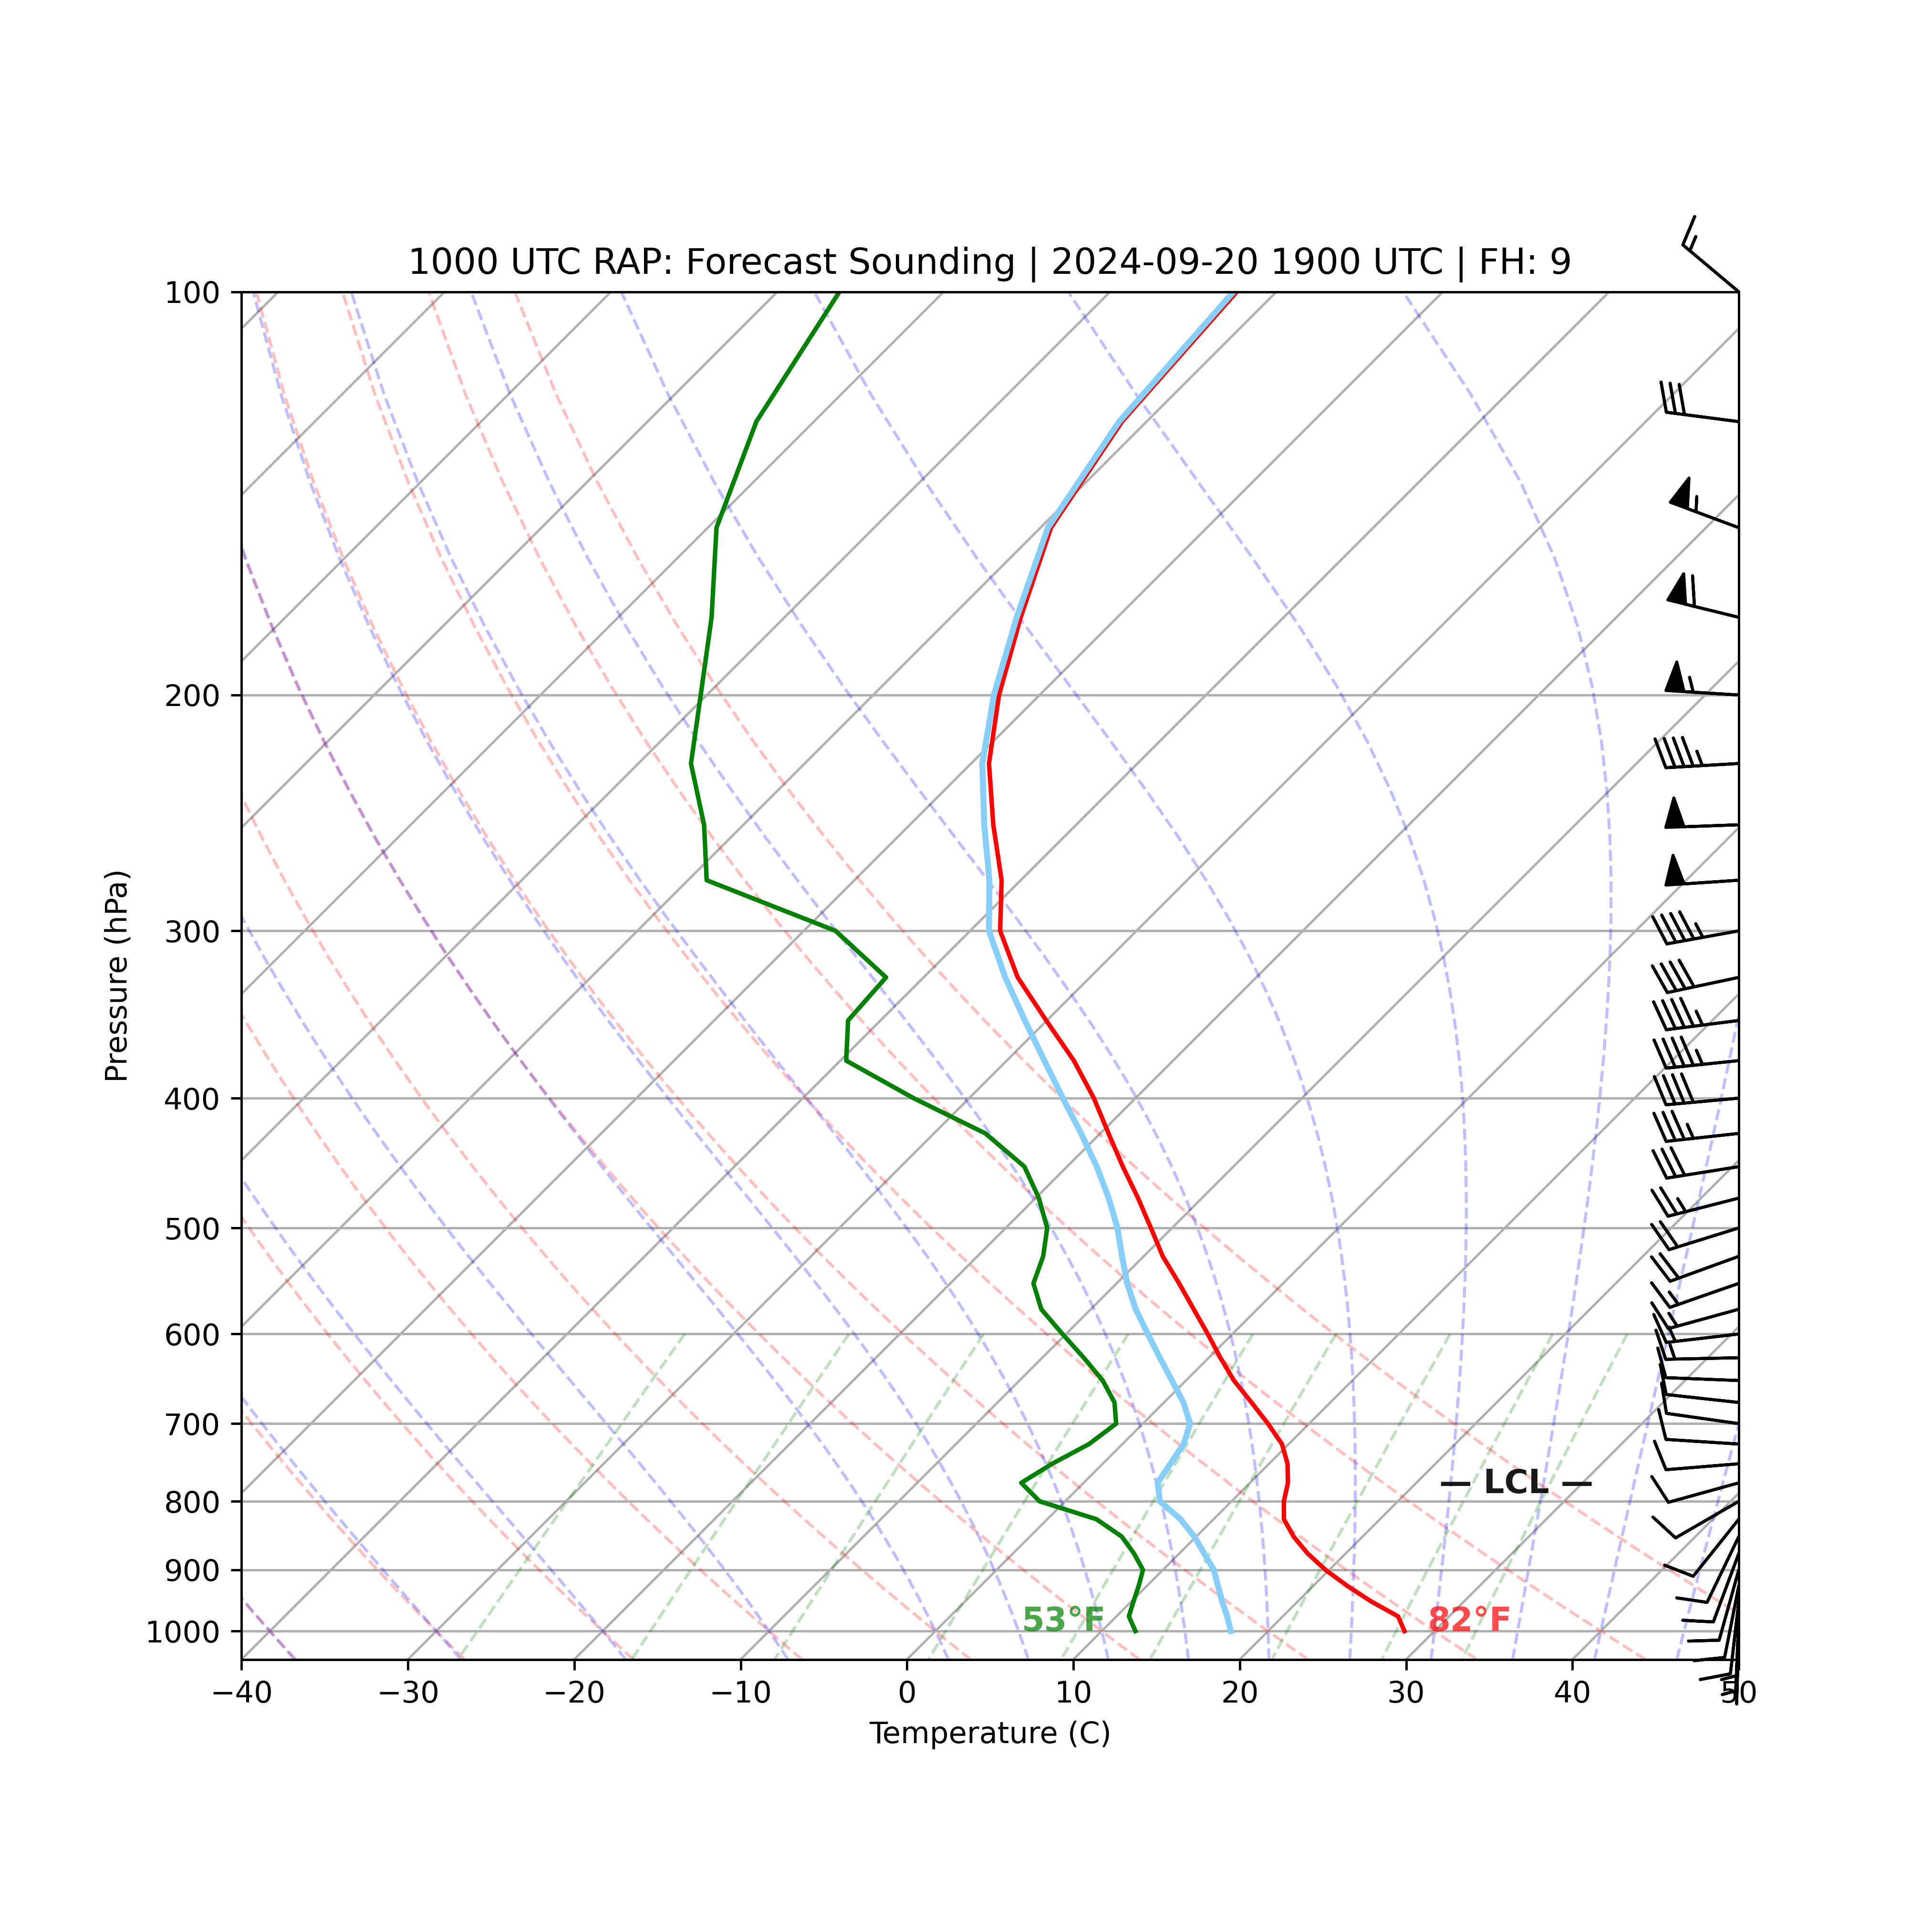 1000 UTC RAP: Forecast Sounding | 2024-09-20 1900 UTC | FH: 9
100
200
300
400
500
600
700
800
900
1000
Pressure (hPa)
— LCL —
53°F
82°F
−40 −30 −20 −10 0 10 20 30 40 50
Temperature (C)